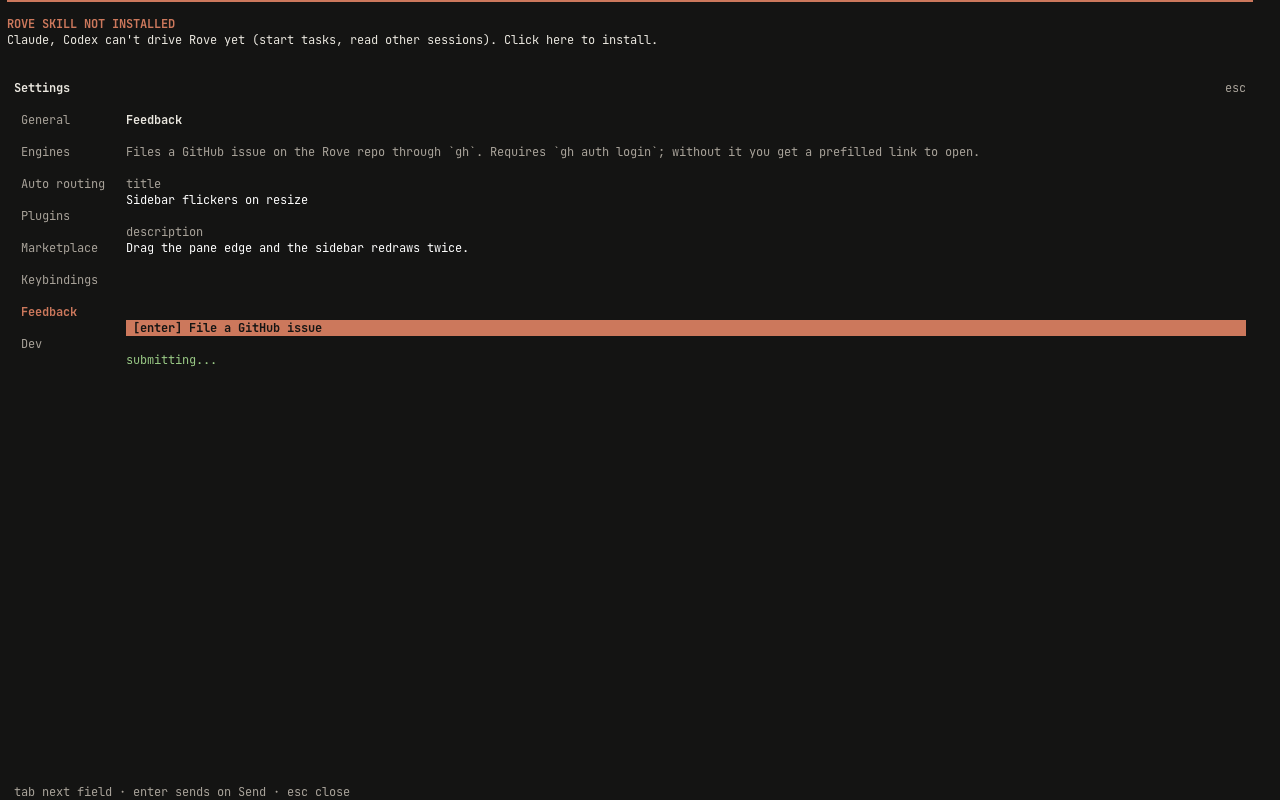 ROVE SKILL NOT INSTALLED
Claude, Codex can't drive Rove yet (start tasks, read other sessions). Click here to install.
Settings
esc
General
Engines
Auto routing
Plugins
Marketplace
Keybindings
Feedback
Dev
Feedback
Files a GitHub issue on the Rove repo through `gh`. Requires `gh auth login`; without it you get a prefilled link to open.
title
Sidebar flickers on resize
description
Drag the pane edge and the sidebar redraws twice.
[enter] File a GitHub issue
submitting...
tab next field · enter sends on Send · esc close